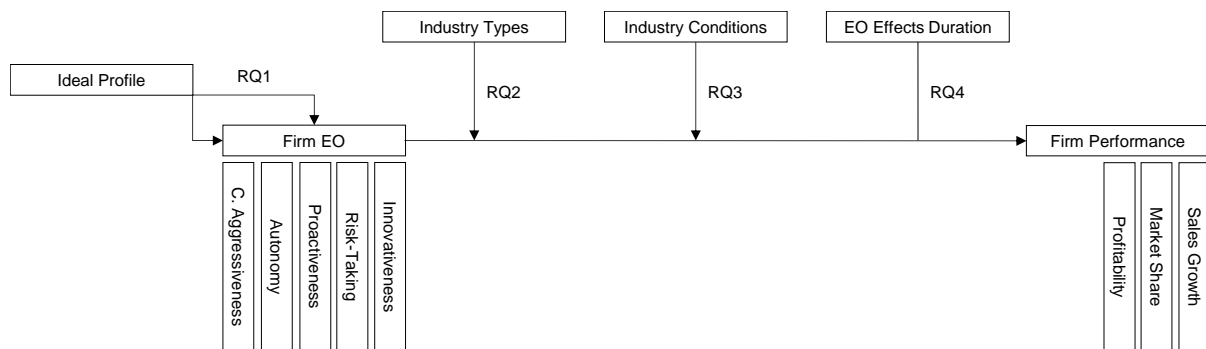 Industry Types
Industry Conditions
EO Effects Duration
Ideal Profile
RQ1
RQ2
RQ3
RQ4
Firm EO
Firm Performance
C. Aggressiveness
Autonomy
Proactiveness
Risk-Taking
Innovativeness
Profitability
Market Share
Sales Growth